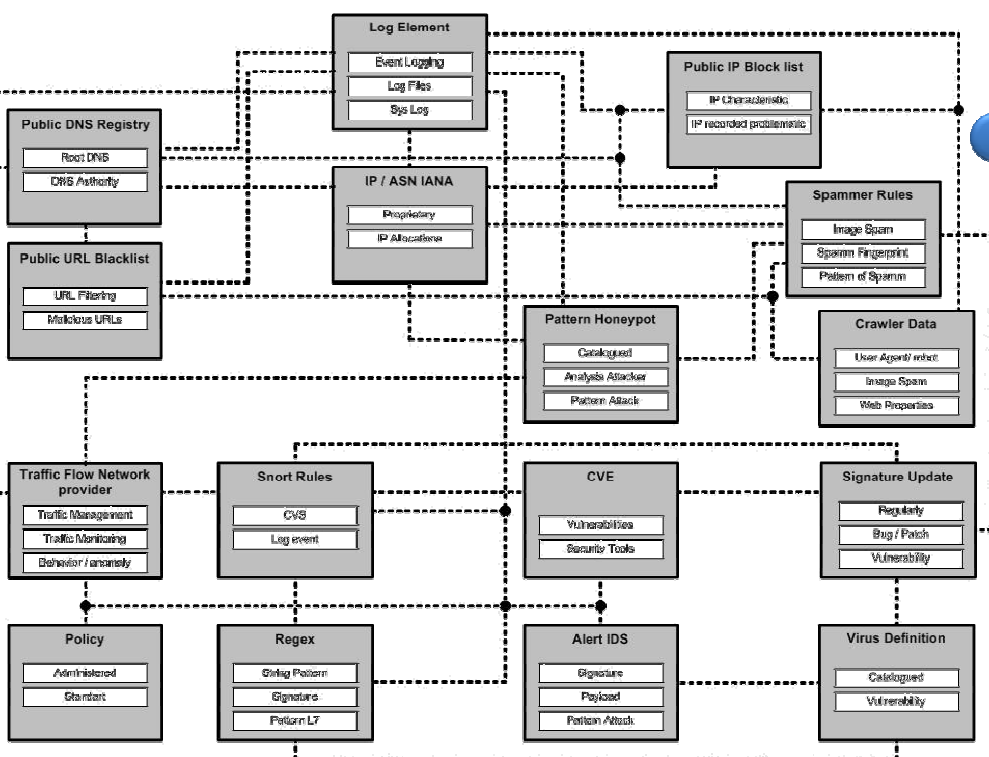 Log Element
Event Logging
Log Files
Sys Log
Public IP Block list
IP Characteristic
IP recorded problematic
Public DNS Registry
Root DNS
DNS Authority
IP / ASN IANA
Proprietary
IP Allocations
Spammer Rules
Image Spam
Spamm Fingerprint
Pattern of Spamm
Public URL Blacklist
URL Filtering
Malicious URLs
Pattern Honeypot
Catalogued
Analysis Attacker
Pattern Attack
Crawler Data
User Agent/ robot
Image Spam
Web Properties
Traffic Flow Network
provider
Traffic Management
Traffic Monitoring
Behavior / anomaly
Snort Rules
CVS
Log event
CVE
Vulnerabilities
Security Tools
Signature Update
Regularly
Bug / Patch
Vulnerability
Policy
Administered
Standart
Regex
String Pattern
Signature
Pattern L7
Alert IDS
Signature
Payload
Pattern Attack
Virus Definition
Catalogued
Vulnerability